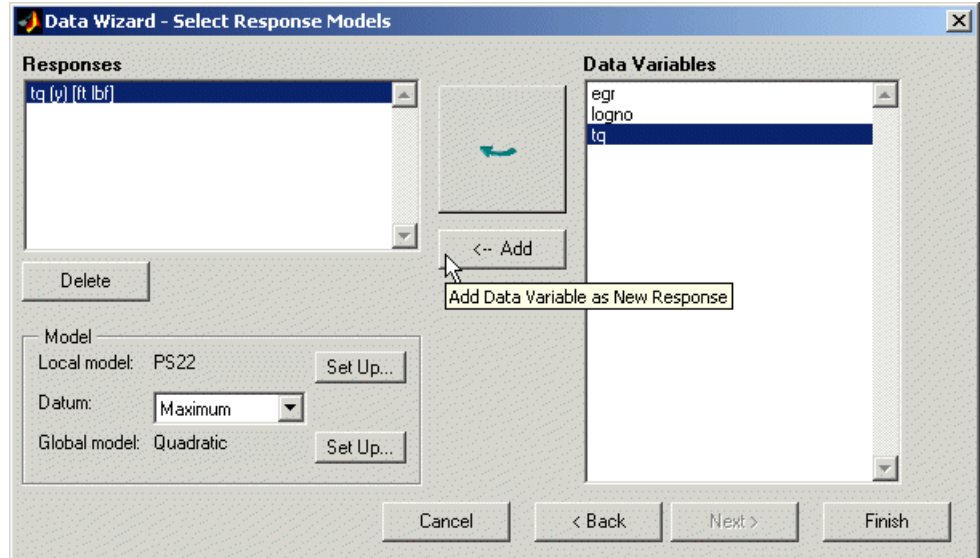 Data Wizard - Select Response Models
Responses
tq (y) [ft lbf]
Delete
<-- Add
Add Data Variable as New Response
Data Variables
egr
logno
tq
Model
Local model: PS22 Set Up...
Datum: Maximum
Global model: Quadratic Set Up...
Cancel < Back Next > Finish